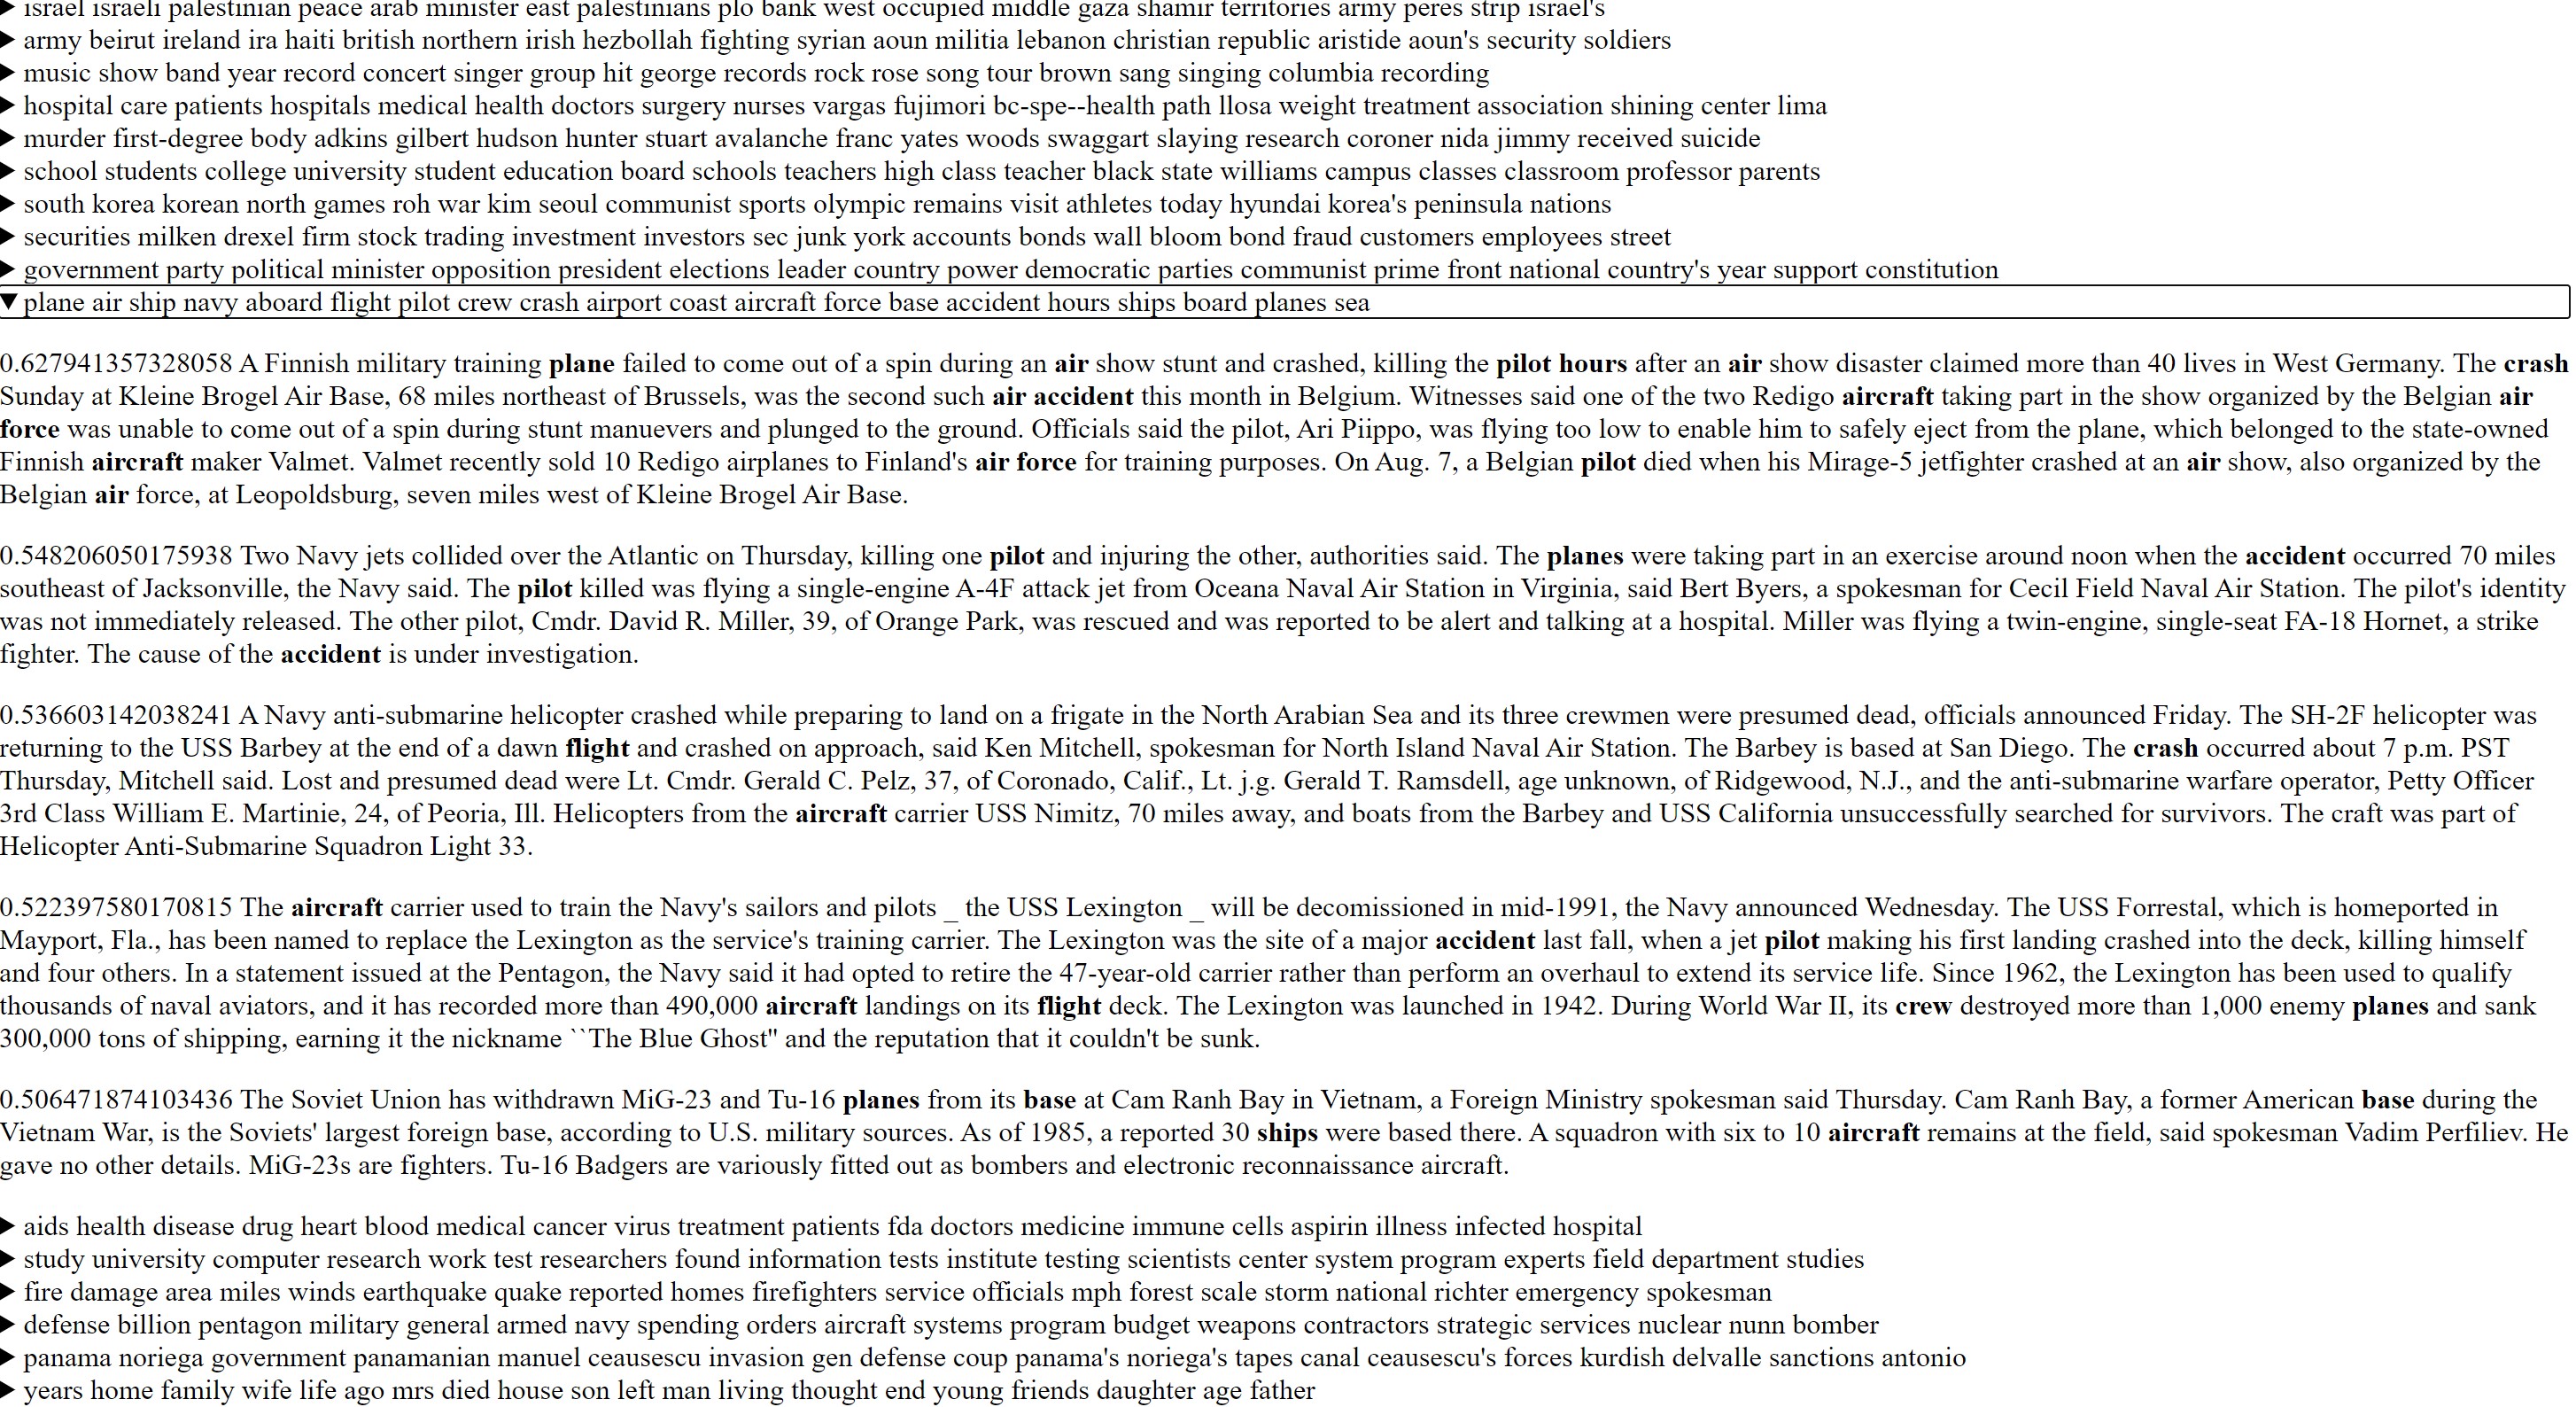 ▶ israel israeli palestinian peace arab minister east palestinians plo bank west occupied middle gaza shamir territories army peres strip israel's
▶ army beirut ireland ira haiti british northern irish hezbollah fighting syrian aoun militia lebanon christian republic aristide aoun's security soldiers
▶ music show band year record concert singer group hit george records rock rose song tour brown sang singing columbia recording
▶ hospital care patients hospitals medical health doctors surgery nurses vargas fujimori bc-spe--health path llosa weight treatment association shining center lima
▶ murder first-degree body adkins gilbert hudson hunter stuart avalanche franc yates woods swaggart slaying research coroner nida jimmy received suicide
▶ school students college university student education board schools teachers high class teacher black state williams campus classes classroom professor parents
▶ south korea korean north games roh war kim seoul communist sports olympic remains visit athletes today hyundai korea's peninsula nations
▶ securities milken drexel firm stock trading investment investors sec junk york accounts bonds wall bloom bond fraud customers employees street
▶ government party political minister opposition president elections leader country power democratic parties communist prime front national country's year support constitution
▼ plane air ship navy aboard flight pilot crew crash airport coast aircraft force base accident hours ships board planes sea
0.627941357328058 A Finnish military training plane failed to come out of a spin during an air show stunt and crashed, killing the pilot hours after an air show disaster claimed more than 40 lives in West Germany. The crash
Sunday at Kleine Brogel Air Base, 68 miles northeast of Brussels, was the second such air accident this month in Belgium. Witnesses said one of the two Redigo aircraft taking part in the show organized by the Belgian air
force was unable to come out of a spin during stunt manuevers and plunged to the ground. Officials said the pilot, Ari Piippo, was flying too low to enable him to safely eject from the plane, which belonged to the state-owned
Finnish aircraft maker Valmet. Valmet recently sold 10 Redigo airplanes to Finland's air force for training purposes. On Aug. 7, a Belgian pilot died when his Mirage-5 jetfighter crashed at an air show, also organized by the
Belgian air force, at Leopoldsburg, seven miles west of Kleine Brogel Air Base.
0.548206050175938 Two Navy jets collided over the Atlantic on Thursday, killing one pilot and injuring the other, authorities said. The planes were taking part in an exercise around noon when the accident occurred 70 miles
southeast of Jacksonville, the Navy said. The pilot killed was flying a single-engine A-4F attack jet from Oceana Naval Air Station in Virginia, said Bert Byers, a spokesman for Cecil Field Naval Air Station. The pilot's identity
was not immediately released. The other pilot, Cmdr. David R. Miller, 39, of Orange Park, was rescued and was reported to be alert and talking at a hospital. Miller was flying a twin-engine, single-seat FA-18 Hornet, a strike
fighter. The cause of the accident is under investigation.
0.536603142038241 A Navy anti-submarine helicopter crashed while preparing to land on a frigate in the North Arabian Sea and its three crewmen were presumed dead, officials announced Friday. The SH-2F helicopter was
returning to the USS Barbey at the end of a dawn flight and crashed on approach, said Ken Mitchell, spokesman for North Island Naval Air Station. The Barbey is based at San Diego. The crash occurred about 7 p.m. PST
Thursday, Mitchell said. Lost and presumed dead were Lt. Cmdr. Gerald C. Pelz, 37, of Coronado, Calif., Lt. j.g. Gerald T. Ramsdell, age unknown, of Ridgewood, N.J., and the anti-submarine warfare operator, Petty Officer
3rd Class William E. Martinie, 24, of Peoria, Ill. Helicopters from the aircraft carrier USS Nimitz, 70 miles away, and boats from the Barbey and USS California unsuccessfully searched for survivors. The craft was part of
Helicopter Anti-Submarine Squadron Light 33.
0.522397580170815 The aircraft carrier used to train the Navy's sailors and pilots _ the USS Lexington _ will be decomissioned in mid-1991, the Navy announced Wednesday. The USS Forrestal, which is homeported in
Mayport, Fla., has been named to replace the Lexington as the service's training carrier. The Lexington was the site of a major accident last fall, when a jet pilot making his first landing crashed into the deck, killing himself
and four others. In a statement issued at the Pentagon, the Navy said it had opted to retire the 47-year-old carrier rather than perform an overhaul to extend its service life. Since 1962, the Lexington has been used to qualify
thousands of naval aviators, and it has recorded more than 490,000 aircraft landings on its flight deck. The Lexington was launched in 1942. During World War II, its crew destroyed more than 1,000 enemy planes and sank
300,000 tons of shipping, earning it the nickname ``The Blue Ghost'' and the reputation that it couldn't be sunk.
0.506471874103436 The Soviet Union has withdrawn MiG-23 and Tu-16 planes from its base at Cam Ranh Bay in Vietnam, a Foreign Ministry spokesman said Thursday. Cam Ranh Bay, a former American base during the
Vietnam War, is the Soviets' largest foreign base, according to U.S. military sources. As of 1985, a reported 30 ships were based there. A squadron with six to 10 aircraft remains at the field, said spokesman Vadim Perfiliev. He
gave no other details. MiG-23s are fighters. Tu-16 Badgers are variously fitted out as bombers and electronic reconnaissance aircraft.
▶ aids health disease drug heart blood medical cancer virus treatment patients fda doctors medicine immune cells aspirin illness infected hospital
▶ study university computer research work test researchers found information tests institute testing scientists center system program experts field department studies
▶ fire damage area miles winds earthquake quake reported homes firefighters service officials mph forest scale storm national richter emergency spokesman
▶ defense billion pentagon military general armed navy spending orders aircraft systems program budget weapons contractors strategic services nuclear nunn bomber
▶ panama noriega government panamanian manuel ceausescu invasion gen defense coup panama's noriega's tapes canal ceausescu's forces kurdish delvalle sanctions antonio
▶ years home family wife life ago mrs died house son left man living thought end young friends daughter age father